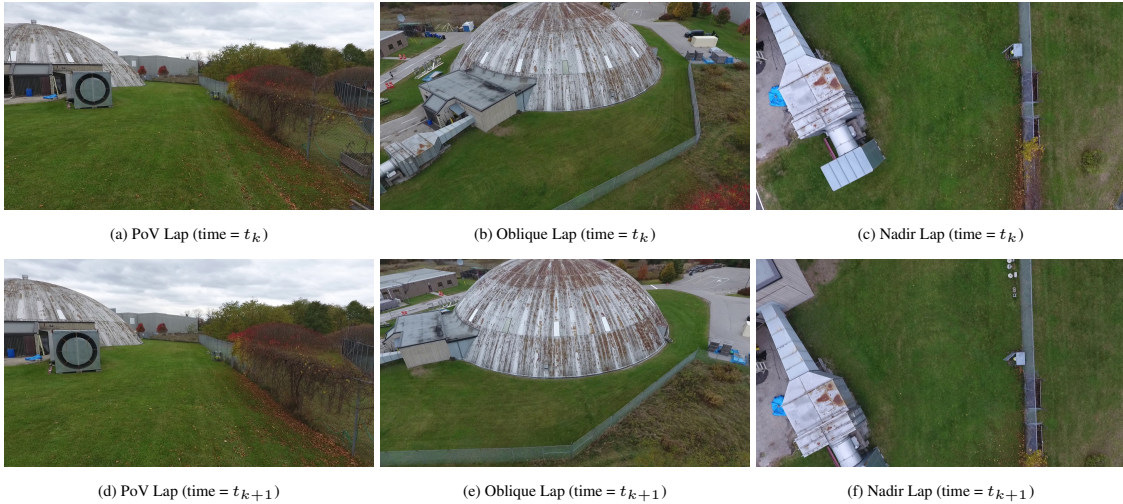 (a) PoV Lap (time = t_k)
(b) Oblique Lap (time = t_k)
(c) Nadir Lap (time = t_k)
(d) PoV Lap (time = t_{k+1})
(e) Oblique Lap (time = t_{k+1})
(f) Nadir Lap (time = t_{k+1})